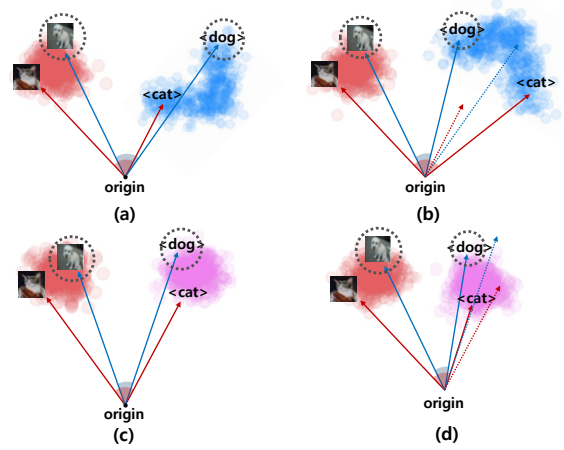 <dog>
<cat>
origin
(a)
<dog>
<cat>
origin
(b)
<dog>
<cat>
origin
(c)
<dog>
<cat>
origin
(d)